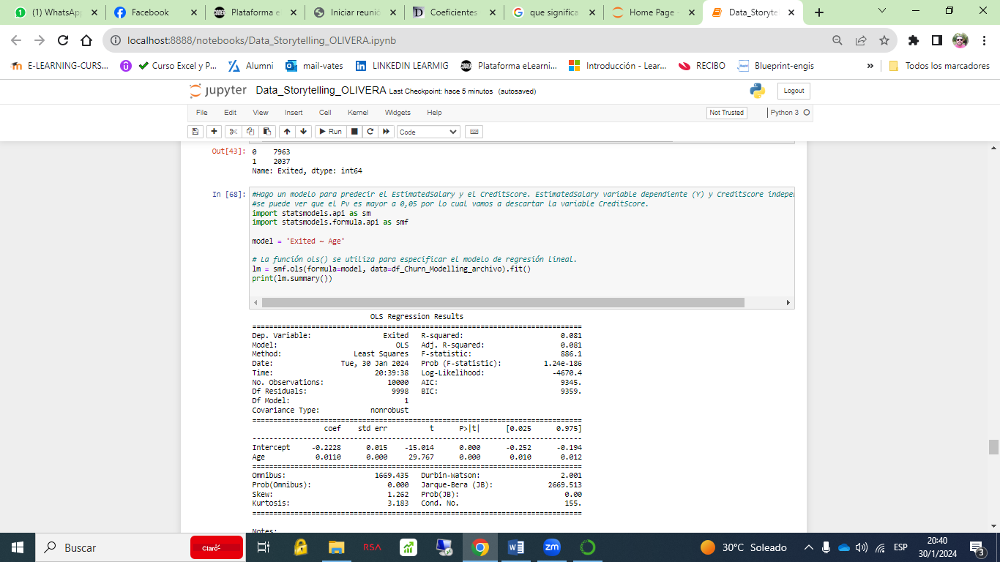 (1) WhatsApp
Facebook
Plataforma e
Iniciar reunió
Coeficientes
que significa
Home Page -
Data_Storytel
localhost:8888/notebooks/Data_Storytelling_OLIVERA.ipynb
E-LEARNING-CURS...
Curso Excel y P...
Alumni
mail-vates
LINKEDIN LEARMIG
Plataforma eLearni...
Introducción - Lear...
RECIBO
Blueprint-engis
»
Todos los marcadores
jupyter Data_Storytelling_OLIVERA Last Checkpoint: hace 5 minutos (autosaved)
Logout
File Edit View Insert Cell Kernel Widgets Help
Not Trusted
Python 3
Run
Code
Out[43]: 0 7963
1 2037
Name: Exited, dtype: int64
In [68]: #Hago un modelo para predecir el EstimatedSalary y el CreditScore. EstimatedSalary variable dependiente (Y) y CreditScore indepen
#se puede ver que el Pv es mayor a 0,05 por lo cual vamos a descartar la variable CreditScore.
import statsmodels.api as sm
import statsmodels.formula.api as smf
model = 'Exited ~ Age'
# La función ols() se utiliza para especificar el modelo de regresión lineal.
lm = smf.ols(formula=model, data=df_Churn_Modelling_archivo).fit()
print(lm.summary())
OLS Regression Results
==============================================================================
Dep. Variable: Exited R-squared: 0.081
Model: OLS Adj. R-squared: 0.081
Method: Least Squares F-statistic: 886.1
Date: Tue, 30 Jan 2024 Prob (F-statistic): 1.24e-186
Time: 20:39:38 Log-Likelihood: -4670.4
No. Observations: 10000 AIC: 9345.
Df Residuals: 9998 BIC: 9359.
Df Model: 1
Covariance Type: nonrobust
==============================================================================
coef std err t P>|t| [0.025 0.975]
------------------------------------------------------------------------------
Intercept -0.2228 0.015 -15.014 0.000 -0.252 -0.194
Age 0.0110 0.000 29.767 0.000 0.010 0.012
==============================================================================
Omnibus: 1669.435 Durbin-Watson: 2.001
Prob(Omnibus): 0.000 Jarque-Bera (JB): 2669.513
Skew: 1.262 Prob(JB): 0.00
Kurtosis: 3.183 Cond. No. 155.
==============================================================================
Notes:
Buscar
Claro
RSA
zm
30°C Soleado
ESP
20:40
30/1/2024
3